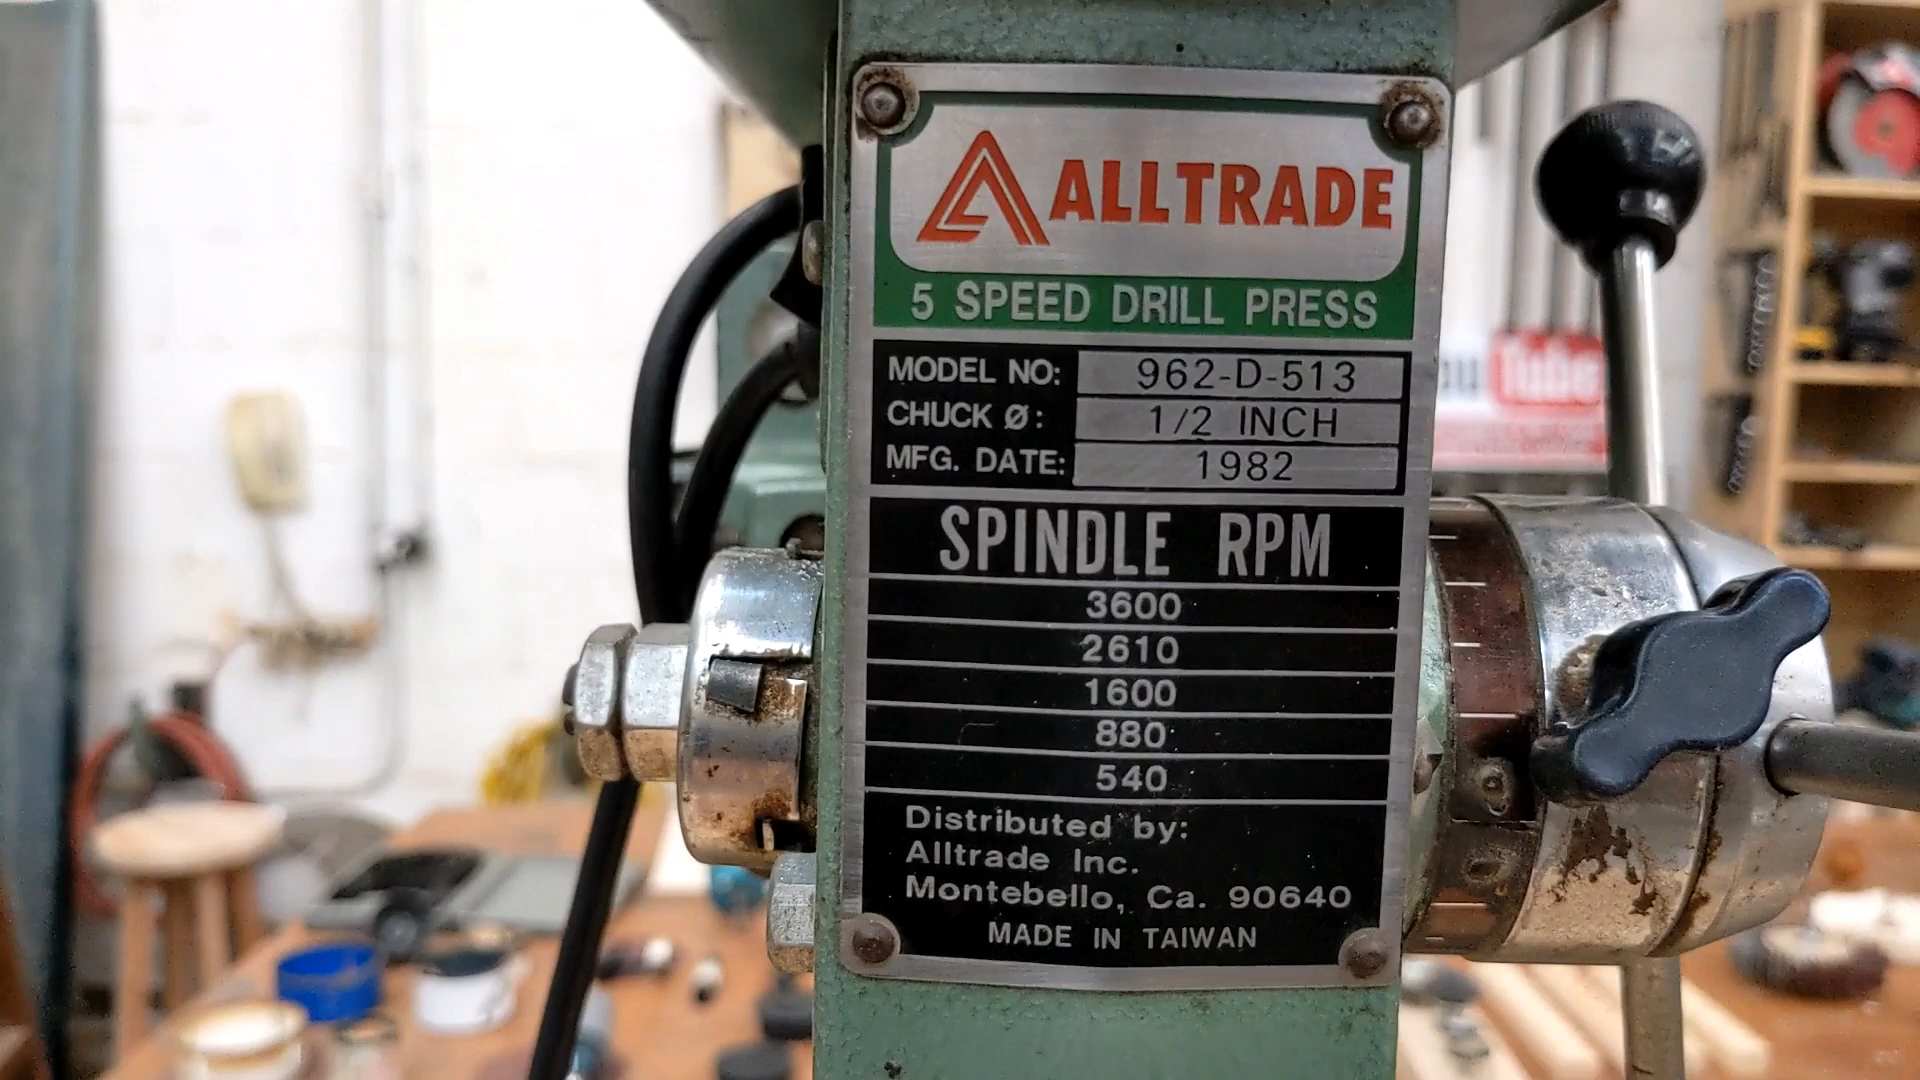 ALLTRADE
5 SPEED DRILL PRESS
MODEL NO: 962-D-513
CHUCK Ø: 1/2 INCH
MFG. DATE: 1982
SPINDLE RPM
3600
2610
1600
880
540
Distributed by:
Alltrade Inc.
Montebello, Ca. 90640
MADE IN TAIWAN
Tube